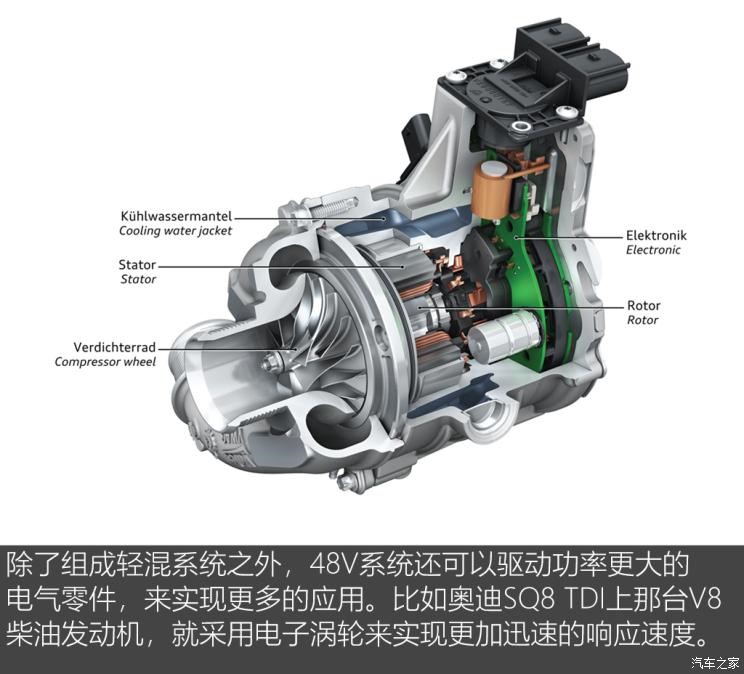 Kühlwassermantel
Cooling water jacket
Stator
Stator
Verdichterrad
Compressor wheel
Elektronik
Electronic
Rotor
Rotor
除了组成轻混系统之外，48V系统还可以驱动功率更大的
电气零件，来实现更多的应用。比如奥迪SQ8 TDI上那台V8
柴油发动机，就采用电子涡轮来实现更加迅速的响应速度。
汽车之家